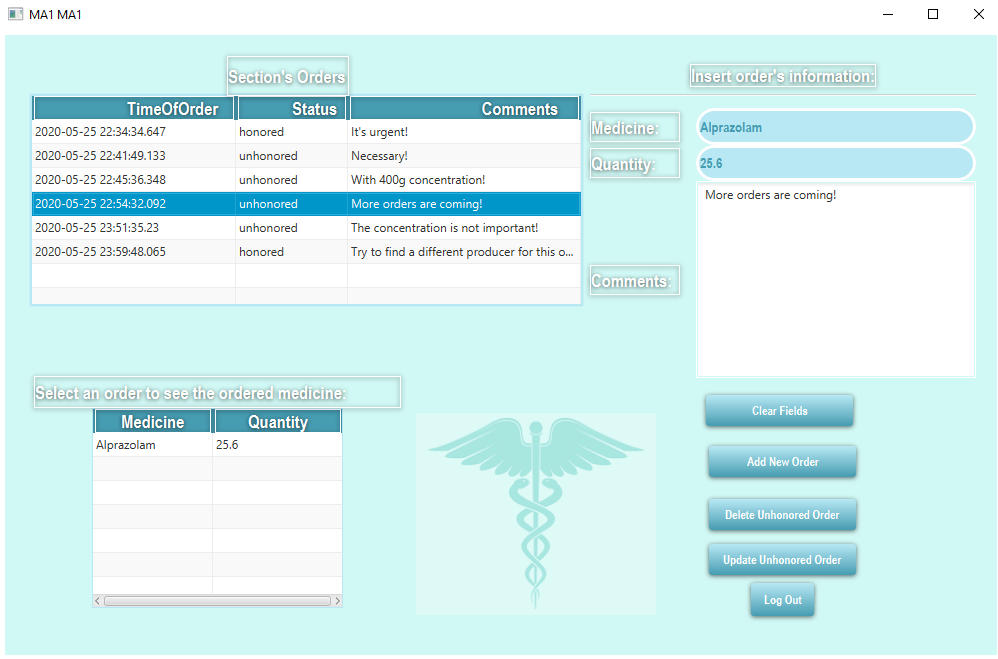 MA1 MA1
Section's Orders
TimeOfOrder Status Comments
2020-05-25 22:34:34.647 honored It's urgent!
2020-05-25 22:41:49.133 unhonored Necessary!
2020-05-25 22:45:36.348 unhonored With 400g concentration!
2020-05-25 22:54:32.092 unhonored More orders are coming!
2020-05-25 23:51:35.23 unhonored The concentration is not important!
2020-05-25 23:59:48.065 honored Try to find a different producer for this o...
Insert order's information:
Medicine: Alprazolam
Quantity: 25.6
Comments: More orders are coming!
Select an order to see the ordered medicine:
Medicine Quantity
Alprazolam 25.6
Clear Fields
Add New Order
Delete Unhonored Order
Update Unhonored Order
Log Out